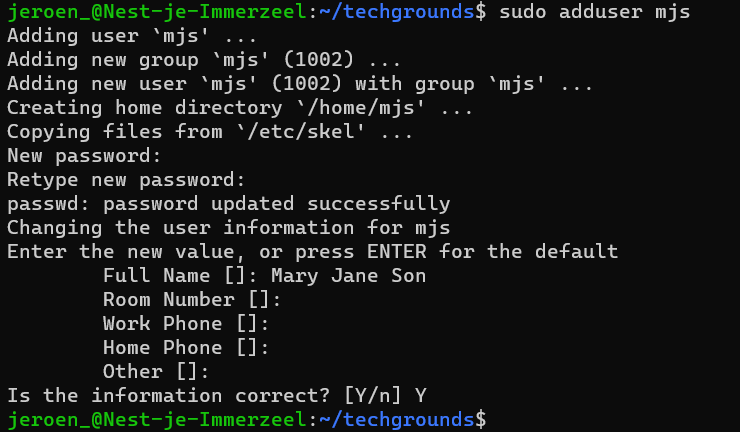 jeroen_@Nest-je-Immerzeel:~/techgrounds$ sudo adduser mjs
Adding user `mjs' ...
Adding new group `mjs' (1002) ...
Adding new user `mjs' (1002) with group `mjs' ...
Creating home directory `/home/mjs' ...
Copying files from `/etc/skel' ...
New password:
Retype new password:
passwd: password updated successfully
Changing the user information for mjs
Enter the new value, or press ENTER for the default
        Full Name []: Mary Jane Son
        Room Number []:
        Work Phone []:
        Home Phone []:
        Other []:
Is the information correct? [Y/n] Y
jeroen_@Nest-je-Immerzeel:~/techgrounds$